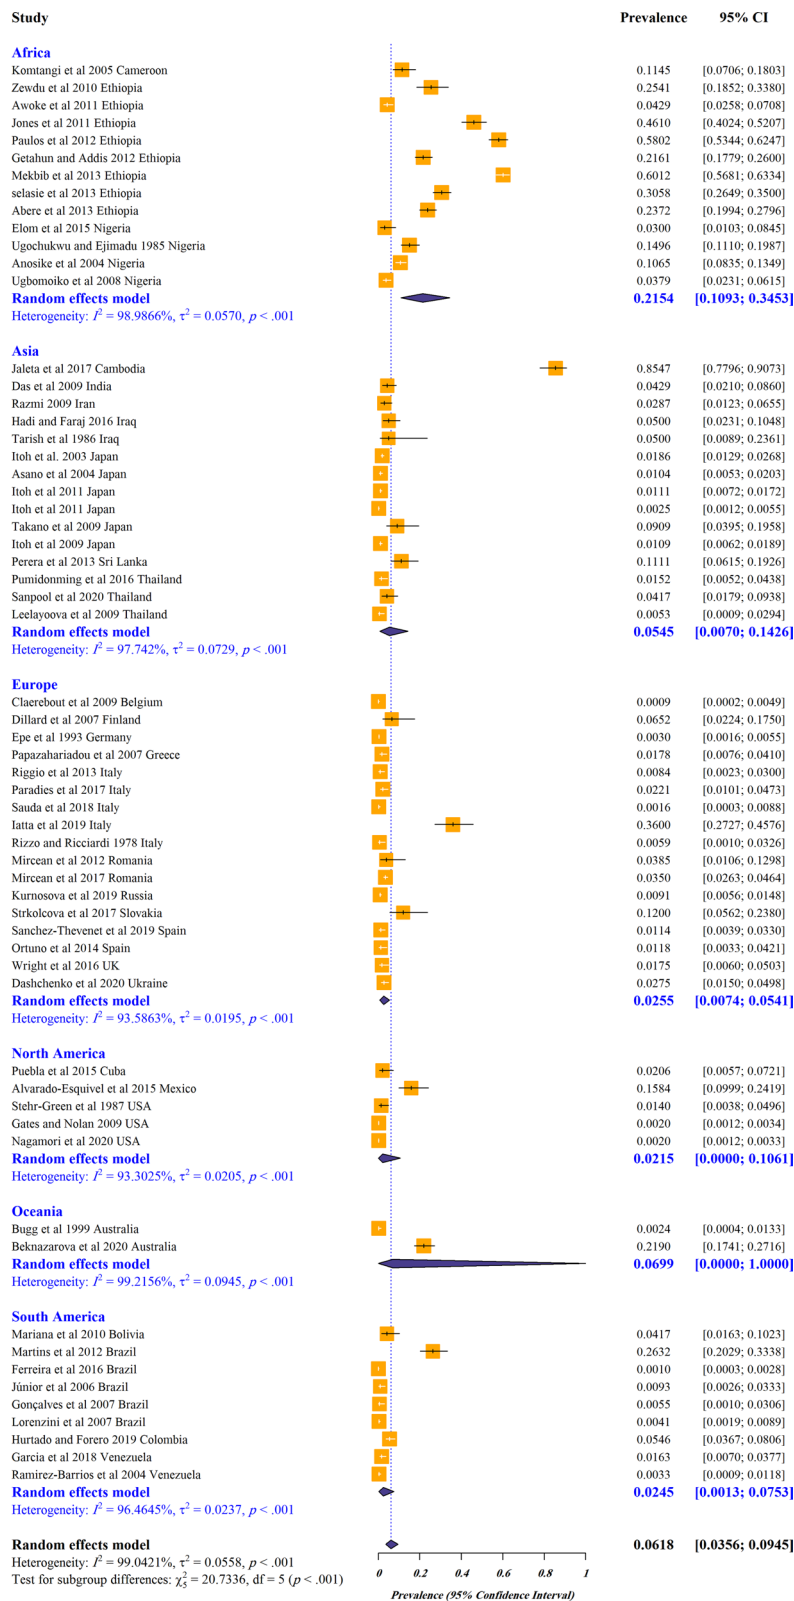 Study Prevalence 95% CI
Africa
Komtangi et al 2005 Cameroon 0.1145 [0.0706; 0.1803]
Zewdu et al 2010 Ethiopia 0.2541 [0.1852; 0.3380]
Awoke et al 2011 Ethiopia 0.0429 [0.0258; 0.0708]
Jones et al 2011 Ethiopia 0.4610 [0.4024; 0.5207]
Paulos et al 2012 Ethiopia 0.5802 [0.5344; 0.6247]
Getahun and Addis 2012 Ethiopia 0.2161 [0.1779; 0.2600]
Mekbib et al 2013 Ethiopia 0.6012 [0.5681; 0.6334]
selasie et al 2013 Ethiopia 0.3058 [0.2649; 0.3500]
Abere et al 2013 Ethiopia 0.2372 [0.1994; 0.2796]
Elom et al 2015 Nigeria 0.0300 [0.0103; 0.0845]
Ugochukwu and Ejimadu 1985 Nigeria 0.1496 [0.1110; 0.1987]
Anosike et al 2004 Nigeria 0.1065 [0.0835; 0.1349]
Ugbomoiko et al 2008 Nigeria 0.0379 [0.0231; 0.0615]
Random effects model 0.2154 [0.1093; 0.3453]
Heterogeneity: I² = 98.9866%, τ² = 0.0570, p < .001
Asia
Jaleta et al 2017 Cambodia 0.8547 [0.7796; 0.9073]
Das et al 2009 India 0.0429 [0.0210; 0.0860]
Razmi 2009 Iran 0.0287 [0.0123; 0.0655]
Hadi and Faraj 2016 Iraq 0.0500 [0.0231; 0.1048]
Tarish et al 1986 Iraq 0.0500 [0.0089; 0.2361]
Itoh et al. 2003 Japan 0.0186 [0.0129; 0.0268]
Asano et al 2004 Japan 0.0104 [0.0053; 0.0203]
Itoh et al 2011 Japan 0.0111 [0.0072; 0.0172]
Itoh et al 2011 Japan 0.0025 [0.0012; 0.0055]
Takano et al 2009 Japan 0.0909 [0.0395; 0.1958]
Itoh et al 2009 Japan 0.0109 [0.0062; 0.0189]
Perera et al 2013 Sri Lanka 0.1111 [0.0615; 0.1926]
Pumidonming et al 2016 Thailand 0.0152 [0.0052; 0.0438]
Sanpool et al 2020 Thailand 0.0417 [0.0179; 0.0938]
Leelayoova et al 2009 Thailand 0.0053 [0.0009; 0.0294]
Random effects model 0.0545 [0.0070; 0.1426]
Heterogeneity: I² = 97.742%, τ² = 0.0729, p < .001
Europe
Claerebout et al 2009 Belgium 0.0009 [0.0002; 0.0049]
Dillard et al 2007 Finland 0.0652 [0.0224; 0.1750]
Epe et al 1993 Germany 0.0030 [0.0016; 0.0055]
Papazahariadou et al 2007 Greece 0.0178 [0.0076; 0.0410]
Riggio et al 2013 Italy 0.0084 [0.0023; 0.0300]
Paradies et al 2017 Italy 0.0221 [0.0101; 0.0473]
Sauda et al 2018 Italy 0.0016 [0.0003; 0.0088]
Iatta et al 2019 Italy 0.3600 [0.2727; 0.4576]
Rizzo and Ricciardi 1978 Italy 0.0059 [0.0010; 0.0326]
Mircean et al 2012 Romania 0.0385 [0.0106; 0.1298]
Mircean et al 2017 Romania 0.0350 [0.0263; 0.0464]
Kurnosova et al 2019 Russia 0.0091 [0.0056; 0.0148]
Strkolcova et al 2017 Slovakia 0.1200 [0.0562; 0.2380]
Sanchez-Thevenet et al 2019 Spain 0.0114 [0.0039; 0.0330]
Ortuno et al 2014 Spain 0.0118 [0.0033; 0.0421]
Wright et al 2016 UK 0.0175 [0.0060; 0.0503]
Dashchenko et al 2020 Ukraine 0.0275 [0.0150; 0.0498]
Random effects model 0.0255 [0.0074; 0.0541]
Heterogeneity: I² = 93.5863%, τ² = 0.0195, p < .001
North America
Puebla et al 2015 Cuba 0.0206 [0.0057; 0.0721]
Alvarado-Esquivel et al 2015 Mexico 0.1584 [0.0999; 0.2419]
Stehr-Green et al 1987 USA 0.0140 [0.0038; 0.0496]
Gates and Nolan 2009 USA 0.0020 [0.0012; 0.0034]
Nagamori et al 2020 USA 0.0020 [0.0012; 0.0033]
Random effects model 0.0215 [0.0000; 0.1061]
Heterogeneity: I² = 93.3025%, τ² = 0.0205, p < .001
Oceania
Bugg et al 1999 Australia 0.0024 [0.0004; 0.0133]
Beknazarova et al 2020 Australia 0.2190 [0.1741; 0.2716]
Random effects model 0.0699 [0.0000; 1.0000]
Heterogeneity: I² = 99.2156%, τ² = 0.0945, p < .001
South America
Mariana et al 2010 Bolivia 0.0417 [0.0163; 0.1023]
Martins et al 2012 Brazil 0.2632 [0.2029; 0.3338]
Ferreira et al 2016 Brazil 0.0010 [0.0003; 0.0028]
Júnior et al 2006 Brazil 0.0093 [0.0026; 0.0333]
Gonçalves et al 2007 Brazil 0.0055 [0.0010; 0.0306]
Lorenzini et al 2007 Brazil 0.0041 [0.0019; 0.0089]
Hurtado and Forero 2019 Colombia 0.0546 [0.0367; 0.0806]
Garcia et al 2018 Venezuela 0.0163 [0.0070; 0.0377]
Ramirez-Barrios et al 2004 Venezuela 0.0033 [0.0009; 0.0118]
Random effects model 0.0245 [0.0013; 0.0753]
Heterogeneity: I² = 96.4645%, τ² = 0.0237, p < .001
Random effects model 0.0618 [0.0356; 0.0945]
Heterogeneity: I² = 99.0421%, τ² = 0.0558, p < .001
Test for subgroup differences: χ²₅ = 20.7336, df = 5 (p < .001)
0 0.2 0.4 0.6 0.8 1
Prevalence (95% Confidence Interval)